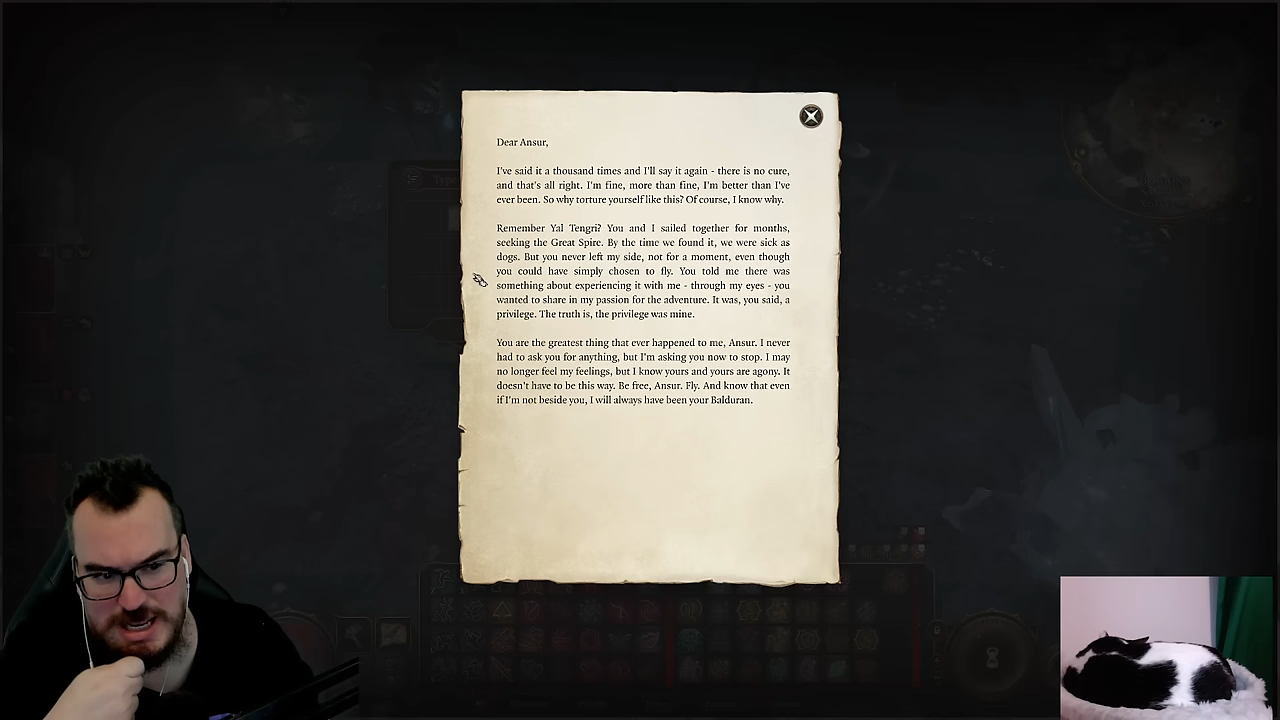 Dear Ansur,
I've said it a thousand times and I'll say it again - there is no cure,
and that's all right. I'm fine, more than fine, I'm better than I've
ever been. So why torture yourself like this? Of course, I know why.
Remember Yal Tengri? You and I sailed together for months,
seeking the Great Spire. By the time we found it, we were sick as
dogs. But you never left my side, not for a moment, even though
you could have simply chosen to fly. You told me there was
something about experiencing it with me - through my eyes - you
wanted to share in my passion for the adventure. It was, you said, a
privilege. The truth is, the privilege was mine.
You are the greatest thing that ever happened to me, Ansur. I never
had to ask you for anything, but I'm asking you now to stop. I may
no longer feel my feelings, but I know yours and yours are agony. It
doesn't have to be this way. Be free, Ansur. Fly. And know that even
if I'm not beside you, I will always have been your Balduran.